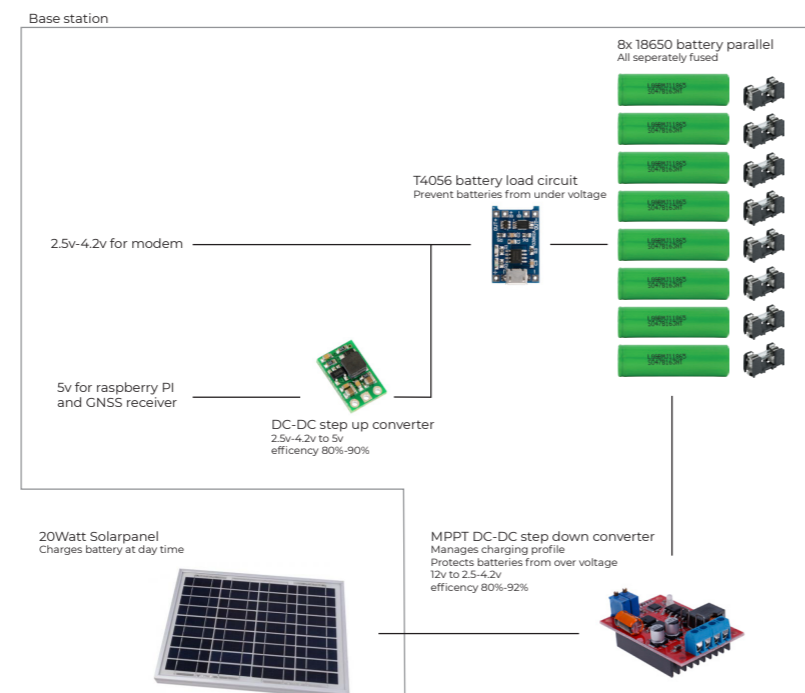 Base station
8x 18650 battery parallel
All seperately fused
T4056 battery load circuit
Prevent batteries from under voltage
2.5v-4.2v for modem
5v for raspberry PI
and GNSS receiver
DC-DC step up converter
2.5v-4.2v to 5v
efficency 80%-90%
20Watt Solarpanel
Charges battery at day time
MPPT DC-DC step down converter
Manages charging profile
Protects batteries from over voltage
12v to 2.5-4.2v
efficency 80%-92%